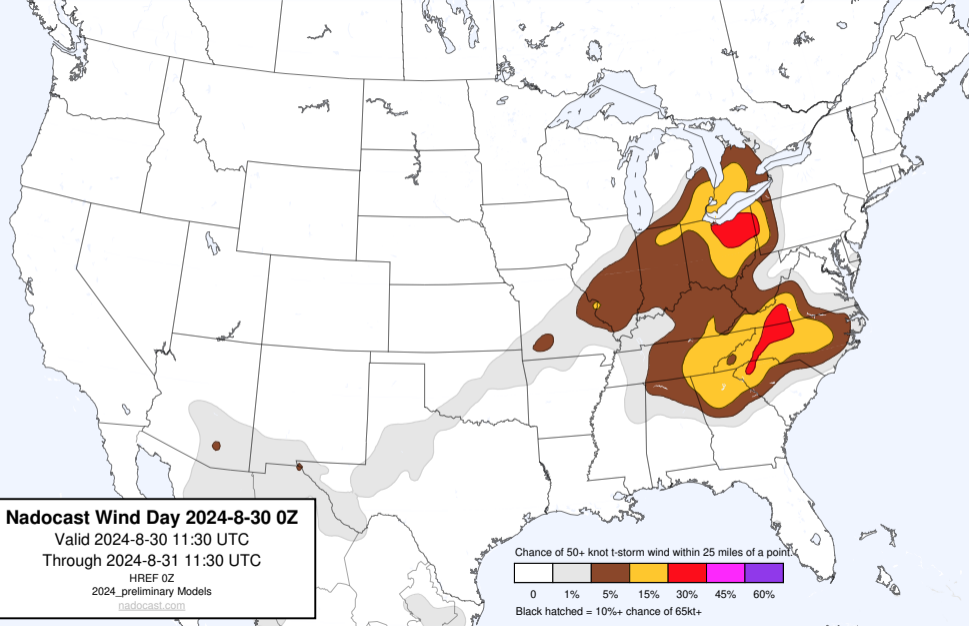 Nadocast Wind Day 2024-8-30 0Z
Valid 2024-8-30 11:30 UTC
Through 2024-8-31 11:30 UTC
HREF 0Z
2024_preliminary Models
nadocast.com
Chance of 50+ knot t-storm wind within 25 miles of a point.
0 1% 5% 15% 30% 45% 60%
Black hatched = 10%+ chance of 65kt+